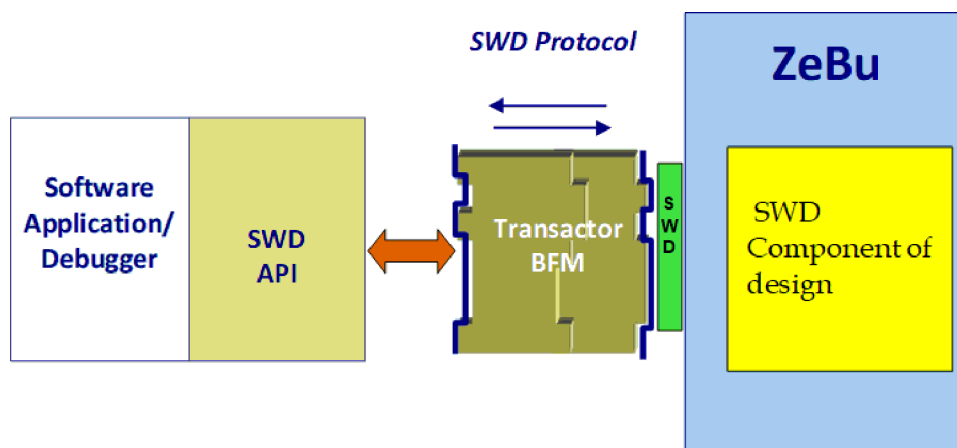 SWD Protocol
ZeBu
Software
Application/
Debugger
SWD
API
Transactor
BFM
S
W
D
SWD
Component of
design